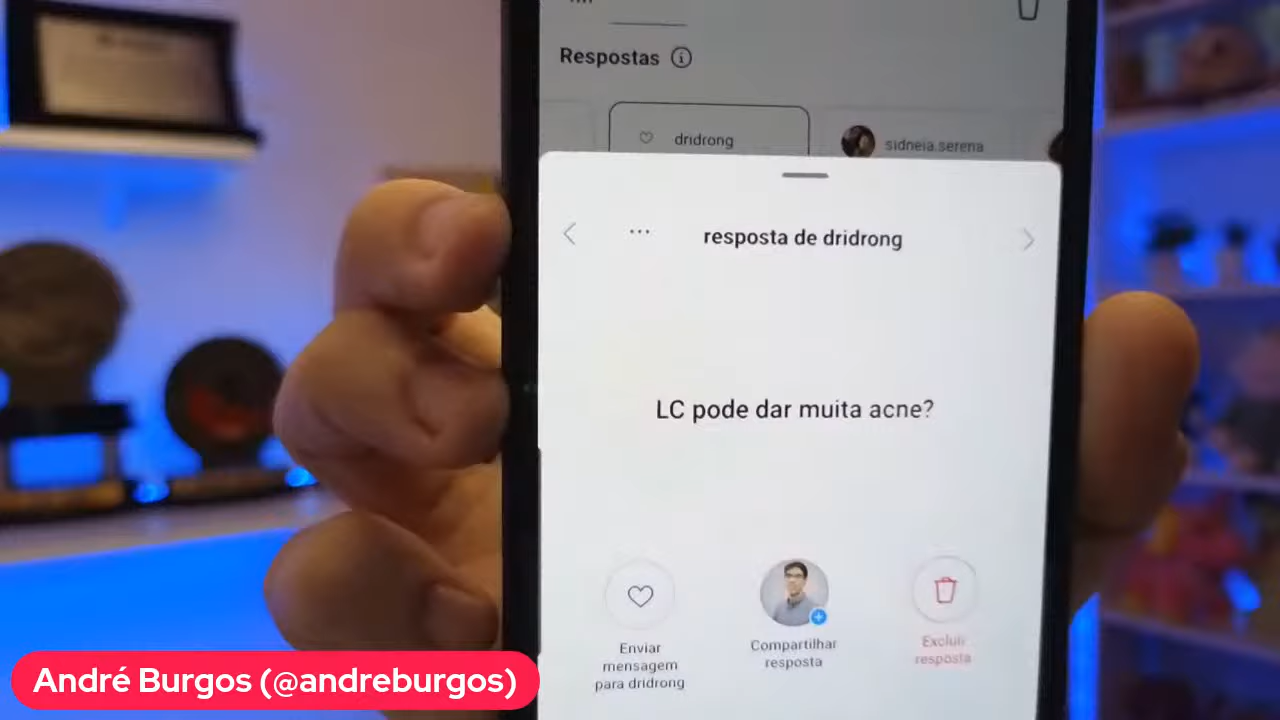 Respostas
dridrong
sidneia.serena
resposta de dridrong
LC pode dar muita acne?
Enviar
mensagem
para dridrong
Compartilhar
resposta
Excluir
resposta
André Burgos (@andreburgos)